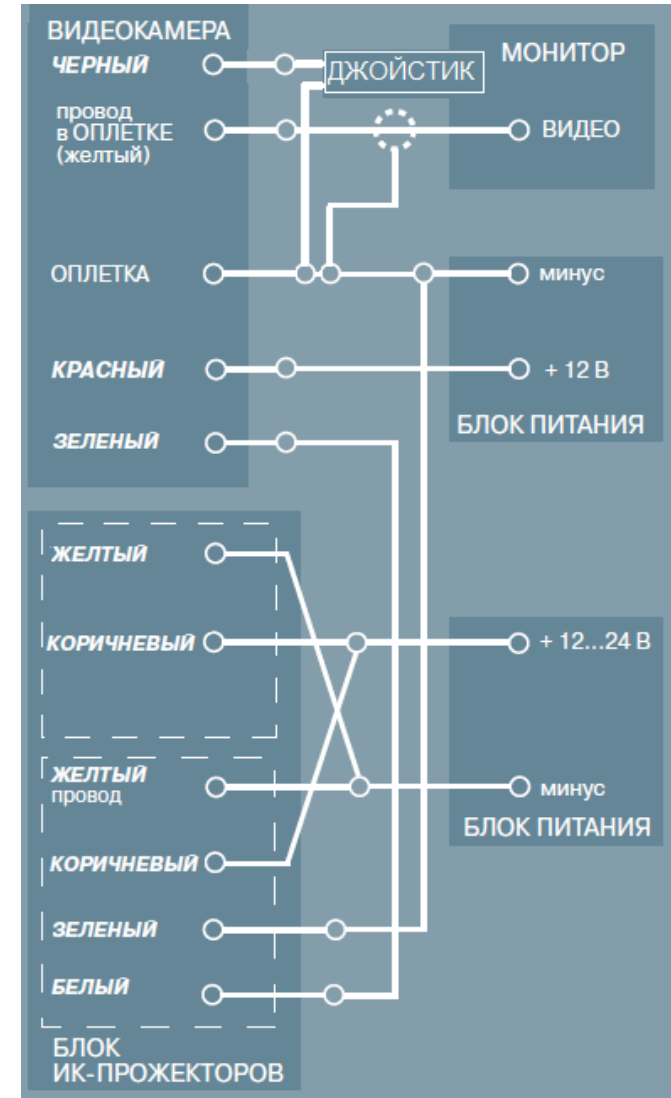 ВИДЕОКАМЕРА
ЧЕРНЫЙ
ДЖОЙСТИК
МОНИТОР
провод
в ОПЛЕТКЕ
(желтый)
ВИДЕО
ОПЛЕТКА
минус
КРАСНЫЙ
+ 12 В
БЛОК ПИТАНИЯ
ЗЕЛЕНЫЙ
ЖЕЛТЫЙ
КОРИЧНЕВЫЙ
+ 12...24 В
ЖЕЛТЫЙ
провод
минус
БЛОК ПИТАНИЯ
КОРИЧНЕВЫЙ
ЗЕЛЕНЫЙ
БЕЛЫЙ
БЛОК
ИК-ПРОЖЕКТОРОВ